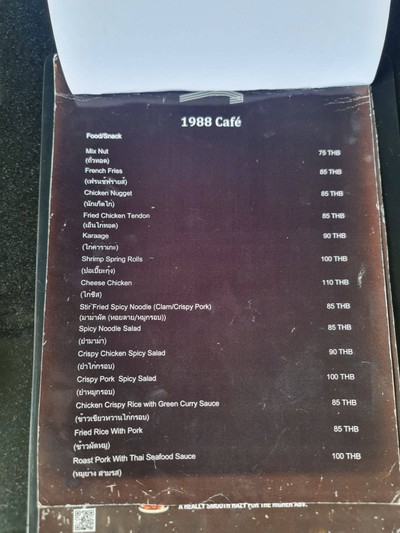 1988 Café
Food/Snack
Mix Nut 75 THB
(ถั่วทอด)
French Friss 85 THB
(เฟรนช์ฟรายส์)
Chicken Nugget 85 THB
(นักเก็ตไก่)
Fried Chicken Tendon 85 THB
(เอ็นไก่ทอด)
Karaage 90 THB
(ไก่คาราเกะ)
Shrimp Spring Rolls 100 THB
(ปอเปี๊ยะกุ้ง)
Cheese Chicken 110 THB
(ไก่ชีส)
Stir Fried Spicy Noodle (Clam/Crispy Pork) 85 THB
(มาม่าผัด (หอยลาย/หมูกรอบ))
Spicy Noodle Salad 85 THB
(ยำมาม่า)
Crispy Chicken Spicy Salad 90 THB
(ยำไก่กรอบ)
Crispy Pork Spicy Salad 100 THB
(ยำหมูกรอบ)
Chicken Crispy Rice with Green Curry Sauce 85 THB
(ข้าวเขียวหวานไก่กรอบ)
Fried Rice With Pork 85 THB
(ข้าวผัดหมู)
Roast Pork With Thai Seafood Sauce 100 THB
(หมูย่าง สามรส)
A REALLY SMOOTH HAZY FOR THE HIGHER ABV.